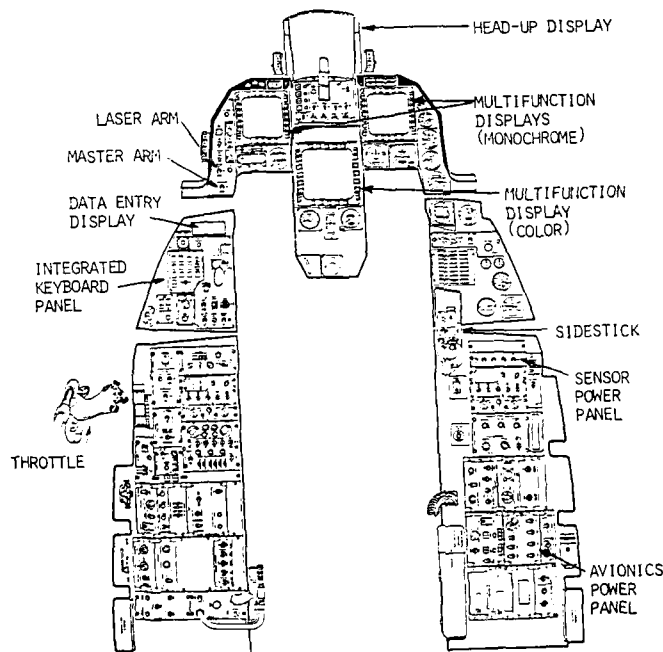 HEAD-UP DISPLAY
MULTIFUNCTION
DISPLAYS
(MONOCHROME)
LASER ARM
MASTER ARM
DATA ENTRY
DISPLAY
MULTIFUNCTION
DISPLAY
(COLOR)
INTEGRATED
KEYBOARD
PANEL
SIDESTICK
SENSOR
POWER
PANEL
THROTTLE
AVIONICS
POWER
PANEL